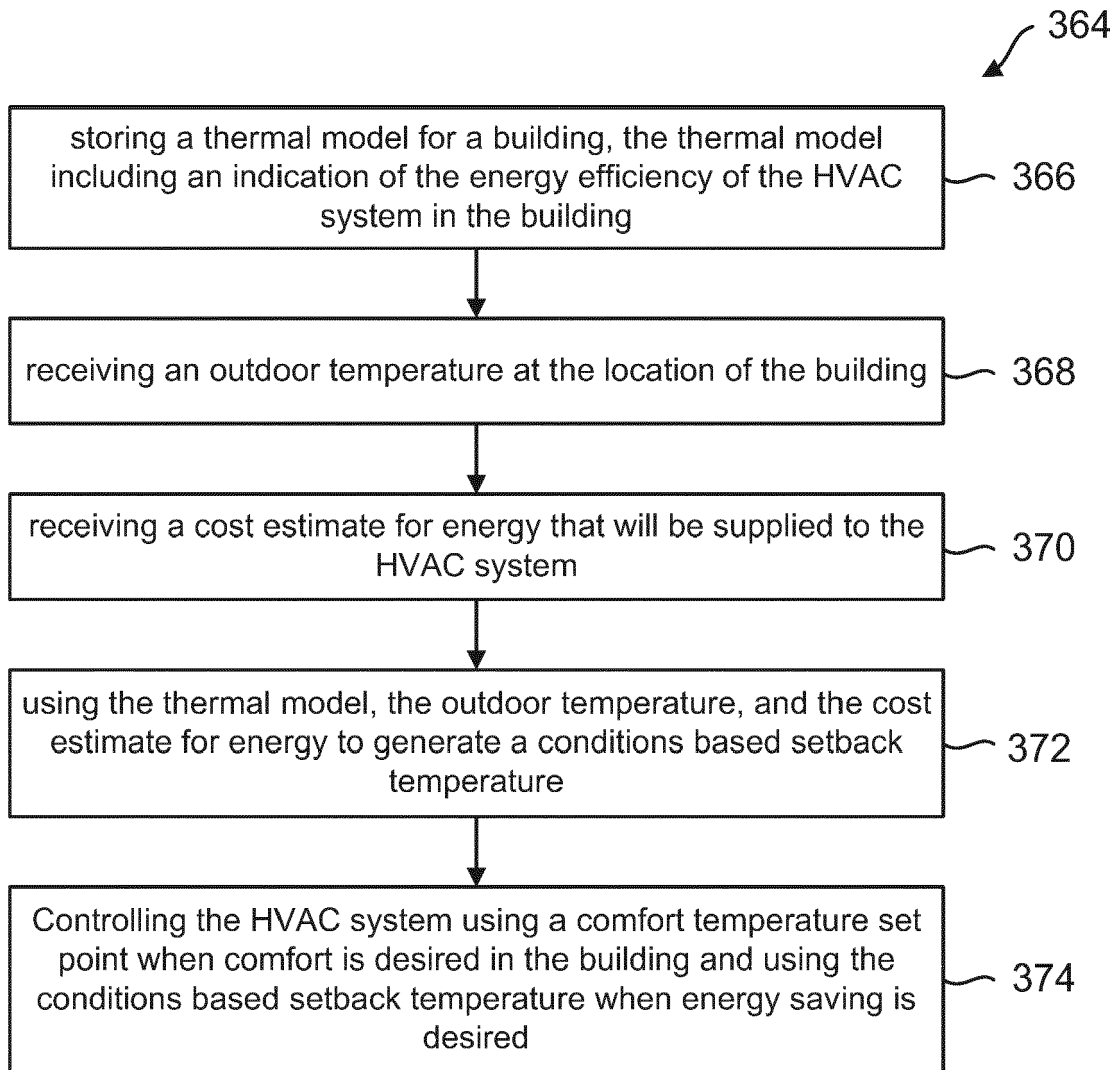 364
storing a thermal model for a building, the thermal model
including an indication of the energy efficiency of the HVAC
system in the building
366
receiving an outdoor temperature at the location of the building
368
receiving a cost estimate for energy that will be supplied to the
HVAC system
370
using the thermal model, the outdoor temperature, and the cost
estimate for energy to generate a conditions based setback
temperature
372
Controlling the HVAC system using a comfort temperature set
point when comfort is desired in the building and using the
conditions based setback temperature when energy saving is
desired
374